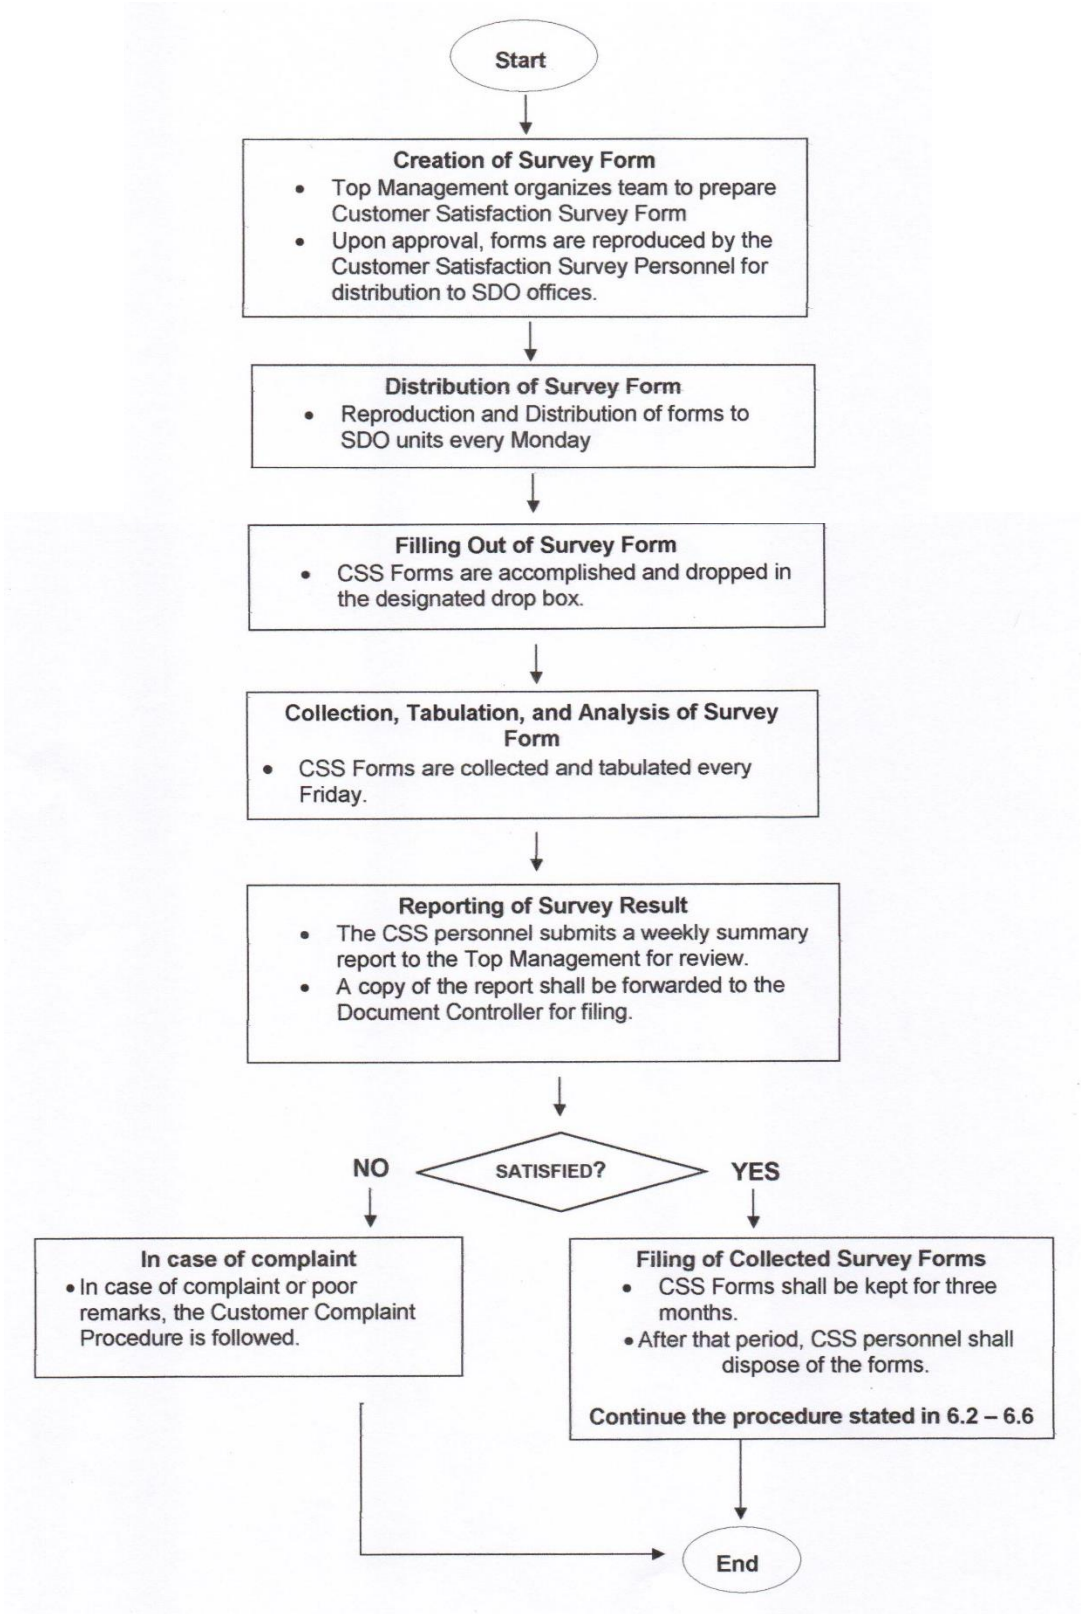 Start
Creation of Survey Form
• Top Management organizes team to prepare
Customer Satisfaction Survey Form
• Upon approval, forms are reproduced by the
Customer Satisfaction Survey Personnel for
distribution to SDO offices.
Distribution of Survey Form
• Reproduction and Distribution of forms to
SDO units every Monday
Filling Out of Survey Form
• CSS Forms are accomplished and dropped in
the designated drop box.
Collection, Tabulation, and Analysis of Survey
Form
• CSS Forms are collected and tabulated every
Friday.
Reporting of Survey Result
• The CSS personnel submits a weekly summary
report to the Top Management for review.
• A copy of the report shall be forwarded to the
Document Controller for filing.
SATISFIED?
NO
YES
In case of complaint
• In case of complaint or poor
remarks, the Customer Complaint
Procedure is followed.
Filing of Collected Survey Forms
• CSS Forms shall be kept for three
months.
• After that period, CSS personnel shall
dispose of the forms.
Continue the procedure stated in 6.2 – 6.6
End